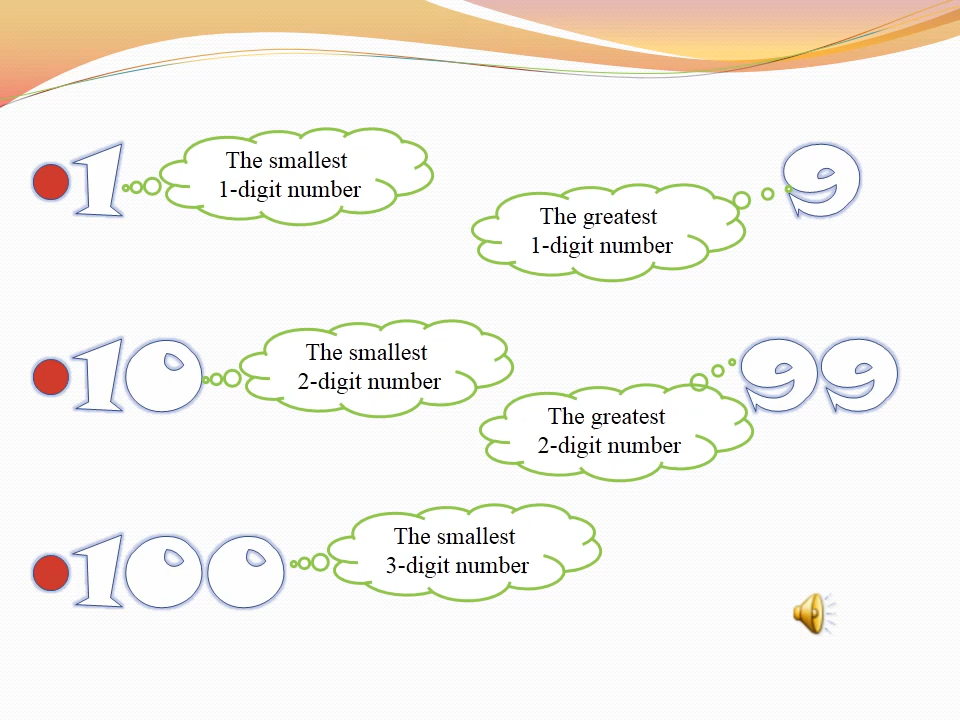 1
The smallest
1-digit number
9
The greatest
1-digit number
10
The smallest
2-digit number
99
The greatest
2-digit number
100
The smallest
3-digit number